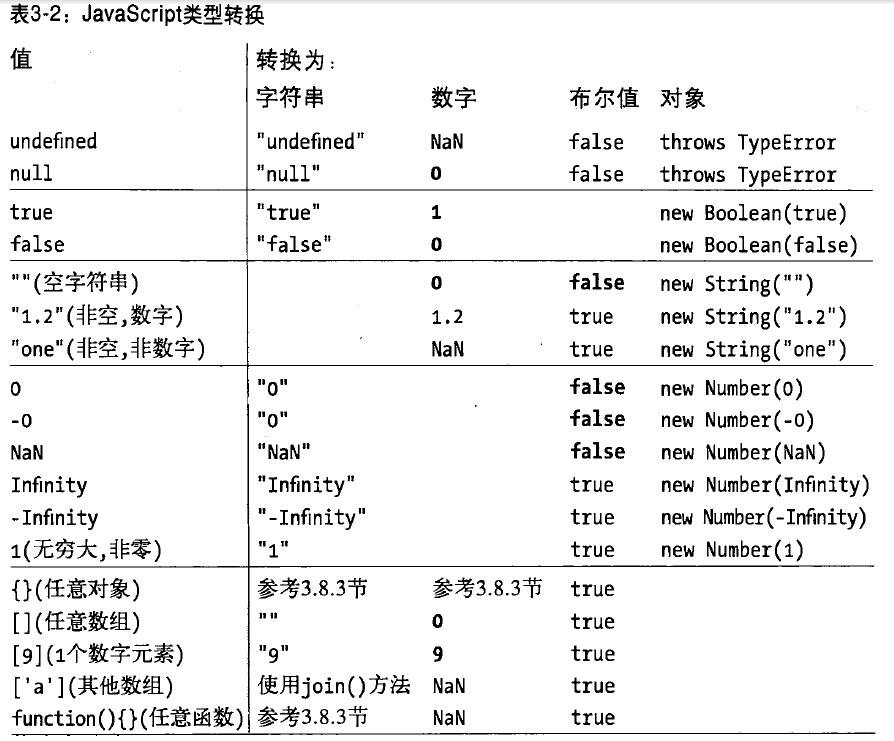 表3-2：JavaScript类型转换
值 转换为：
字符串 数字 布尔值 对象
undefined "undefined" NaN false throws TypeError
null "null" 0 false throws TypeError
true "true" 1 new Boolean(true)
false "false" 0 new Boolean(false)
""(空字符串) 0 false new String("")
"1.2"(非空,数字) 1.2 true new String("1.2")
"one"(非空,非数字) NaN true new String("one")
0 "0" false new Number(0)
-0 "0" false new Number(-0)
NaN "NaN" false new Number(NaN)
Infinity "Infinity" true new Number(Infinity)
-Infinity "-Infinity" true new Number(-Infinity)
1(无穷大,非零) "1" true new Number(1)
{}(任意对象) 参考3.8.3节 参考3.8.3节 true
[](任意数组) "" 0 true
[9](1个数字元素) "9" 9 true
['a'](其他数组) 使用join()方法 NaN true
function(){}(任意函数) 参考3.8.3节 NaN true